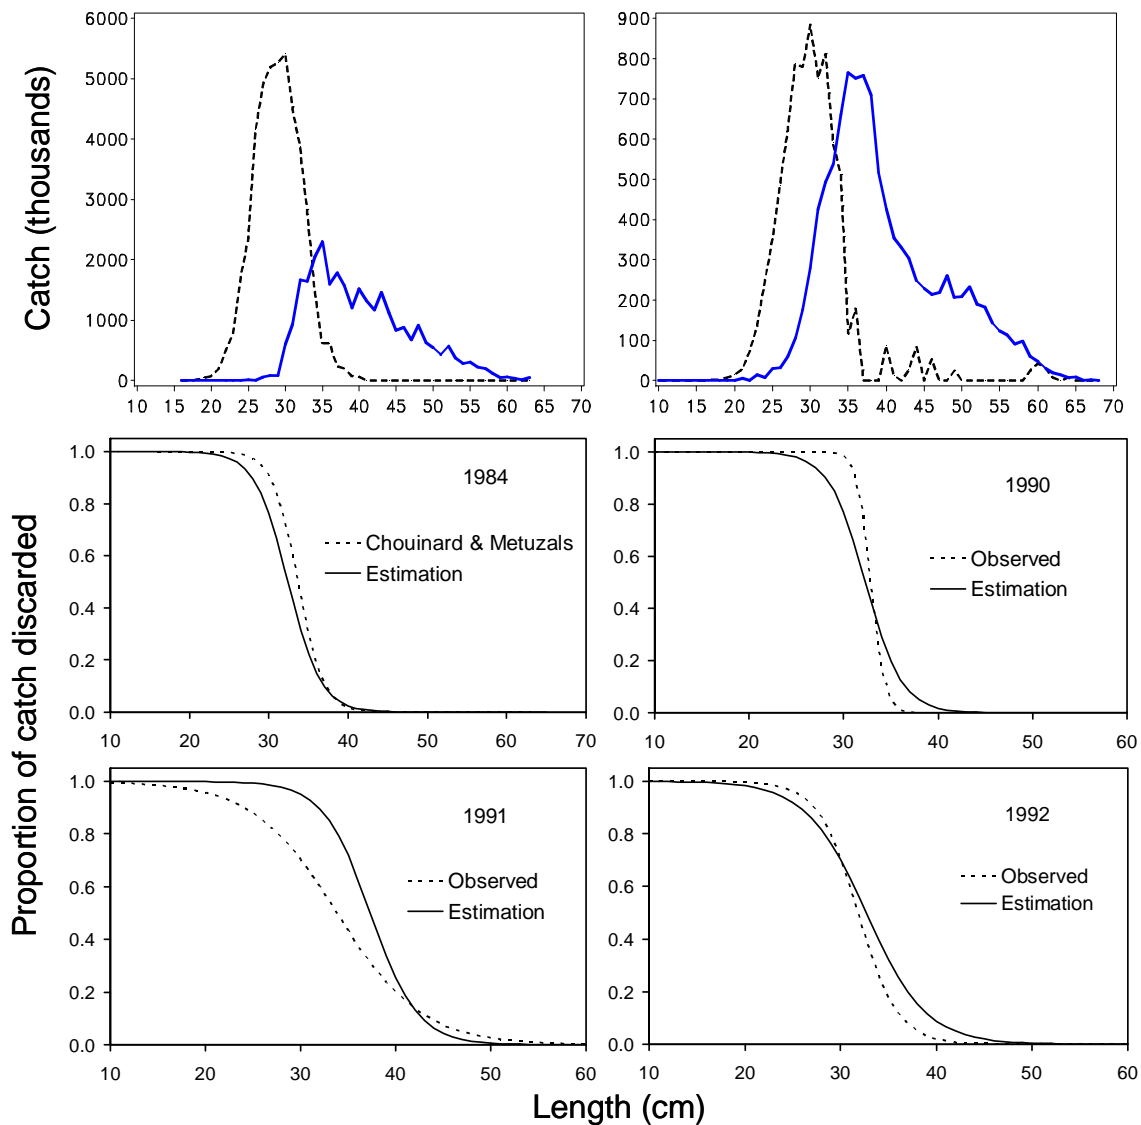 Catch (thousands)
6000
5000
4000
3000
2000
1000
0
10 15 20 25 30 35 40 45 50 55 60 65 70
900
800
700
600
500
400
300
200
100
0
10 15 20 25 30 35 40 45 50 55 60 65 70
Proportion of catch discarded
1.0
0.8
0.6
0.4
0.2
0.0
1984
Chouinard & Metuzals
Estimation
10 20 30 40 50 60 70
1.0
0.8
0.6
0.4
0.2
0.0
1990
Observed
Estimation
10 20 30 40 50 60
1.0
0.8
0.6
0.4
0.2
0.0
1991
Observed
Estimation
10 20 30 40 50 60
1.0
0.8
0.6
0.4
0.2
0.0
1992
Observed
Estimation
10 20 30 40 50 60
Length (cm)